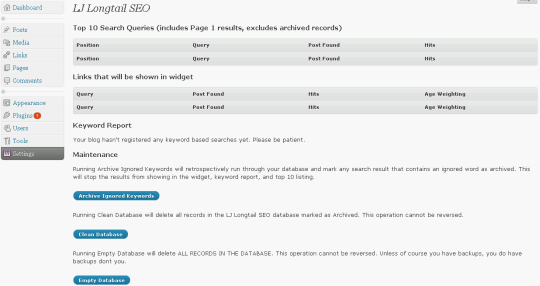 Dashboard
Posts
Media
Links
Pages
Comments
Appearance
Plugins 1
Users
Tools
Settings
LJ Longtail SEO
Top 10 Search Queries (includes Page 1 results, excludes archived records)
Position Query Post Found Hits
Position Query Post Found Hits
Links that will be shown in widget
Query Post Found Hits Age Weighting
Query Post Found Hits Age Weighting
Keyword Report
Your blog hasn't registered any keyword based searches yet. Please be patient.
Maintenance
Running Archive Ignored Keywords will retrospectively run through your database and mark any search result that contains an ignored word as archived. This
will stop the results from showing in the widget, keyword report, and top 10 listing.
Archive Ignored Keywords
Running Clean Database will delete all records in the LJ Longtail SEO database marked as Archived. This operation cannot be reversed.
Clean Database
Running Empty Database will delete ALL RECORDS IN THE DATABASE. This operation cannot be reversed. Unless of course you have backups, you do have
backups dont you.
Empty Database